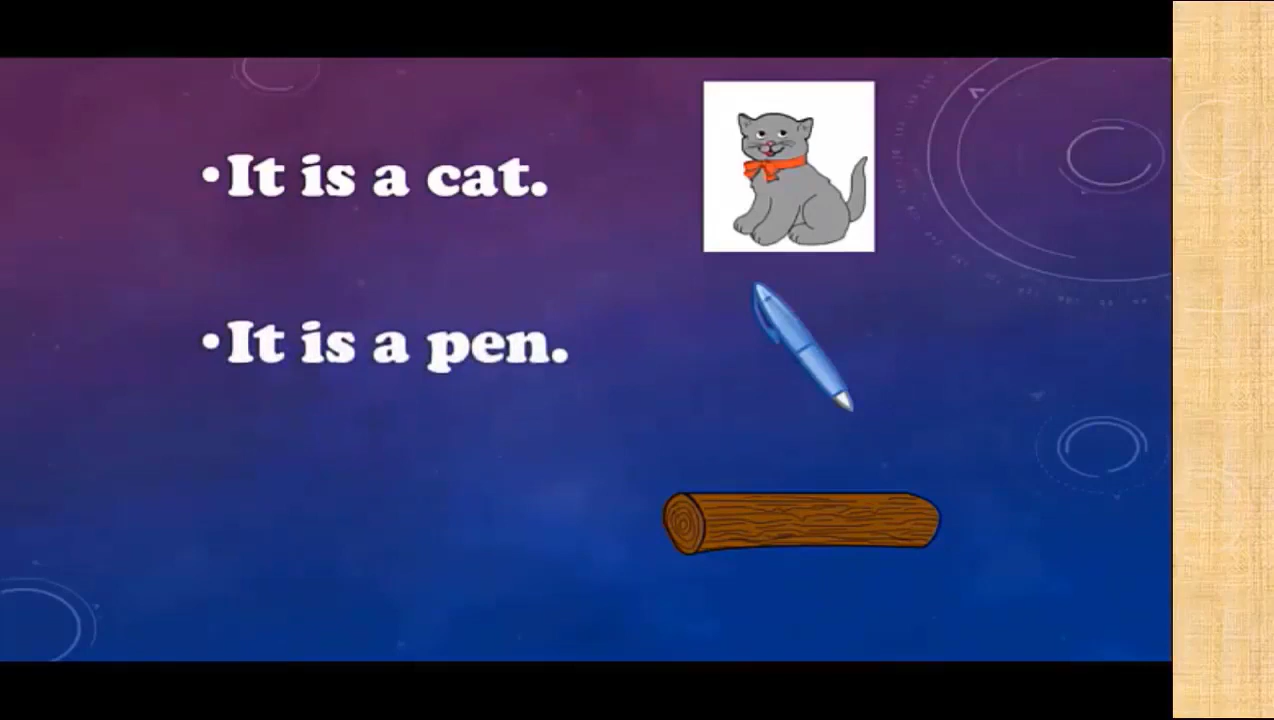 •It is a cat.
•It is a pen.